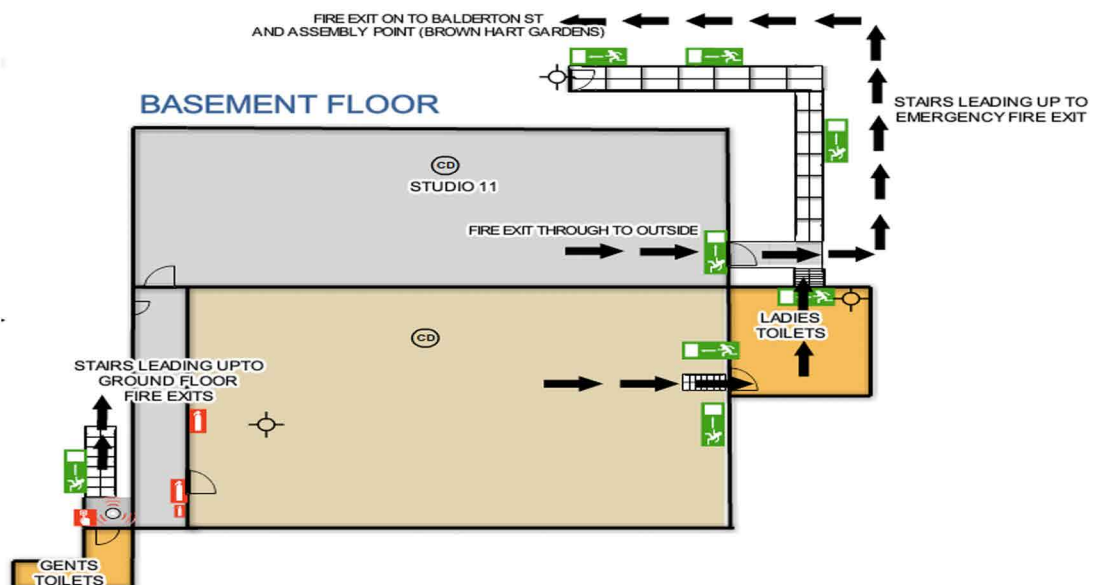 FIRE EXIT ON TO BALDERTON ST
AND ASSEMBLY POINT (BROWN HART GARDENS)
BASEMENT FLOOR
STAIRS LEADING UP TO
EMERGENCY FIRE EXIT
CD
STUDIO 11
FIRE EXIT THROUGH TO OUTSIDE
LADIES
TOILETS
CD
STAIRS LEADING UPTO
GROUND FLOOR
FIRE EXITS
GENTS
TOILETS